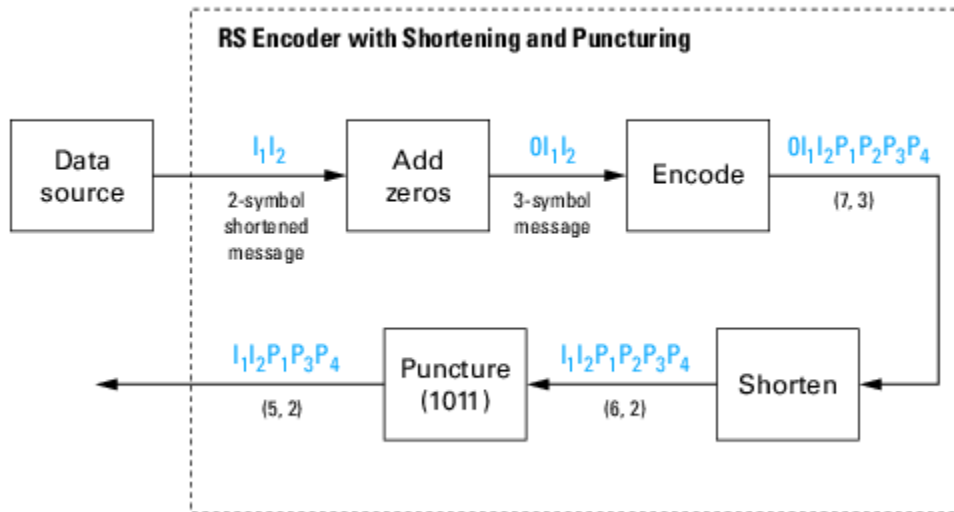 RS Encoder with Shortening and Puncturing
Data
source
I₁I₂
2-symbol
shortened
message
Add
zeros
0I₁I₂
3-symbol
message
Encode
0I₁I₂P₁P₂P₃P₄
(7, 3)
I₁I₂P₁P₃P₄
(5, 2)
Puncture
(1011)
I₁I₂P₁P₂P₃P₄
(6, 2)
Shorten